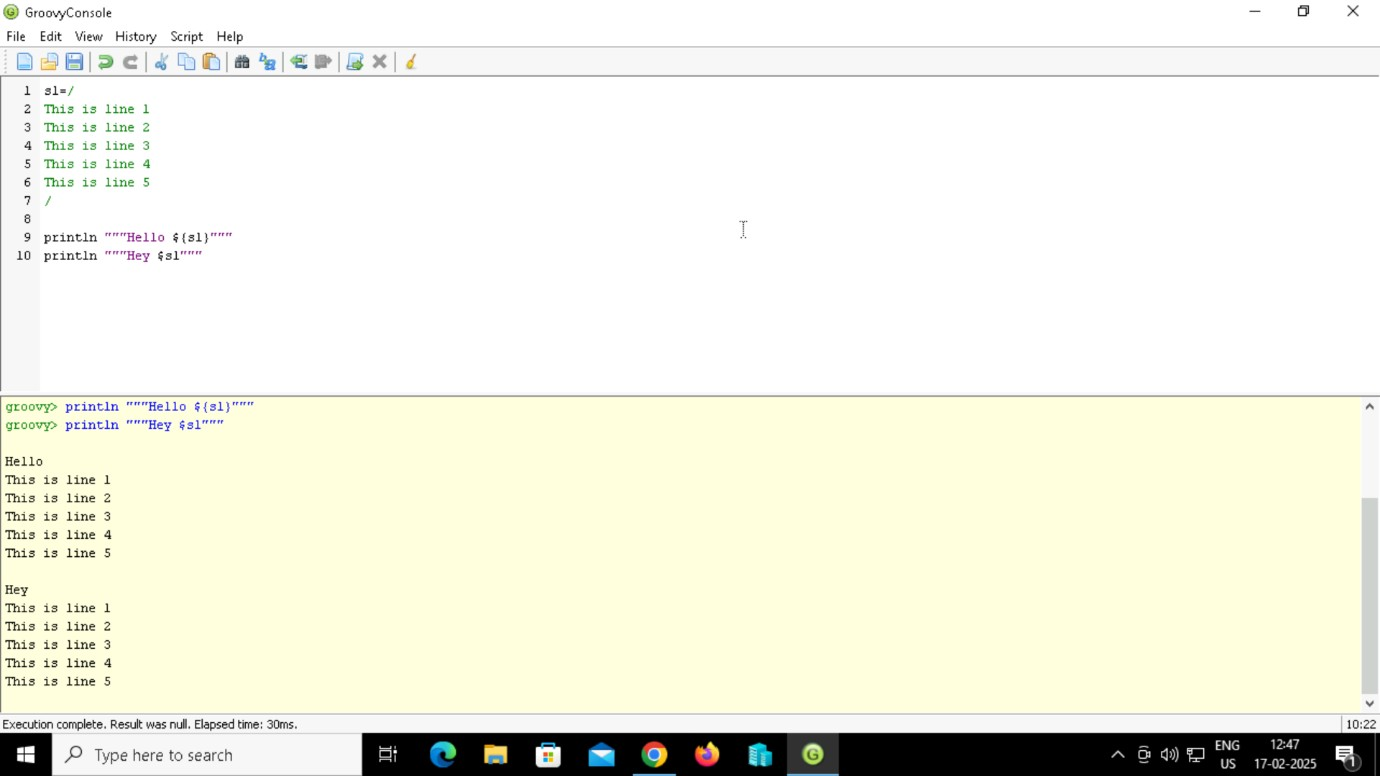 GroovyConsole
File Edit View History Script Help
1 sl=/
2 This is line 1
3 This is line 2
4 This is line 3
5 This is line 4
6 This is line 5
7 /
8
9 println """Hello ${sl}"""
10 println """Hey $sl"""
groovy> println """Hello ${sl}"""
groovy> println """Hey $sl"""
Hello
This is line 1
This is line 2
This is line 3
This is line 4
This is line 5
Hey
This is line 1
This is line 2
This is line 3
This is line 4
This is line 5
Execution complete. Result was null. Elapsed time: 30ms. 10:22
Type here to search
ENG 12:47
US 17-02-2025 1